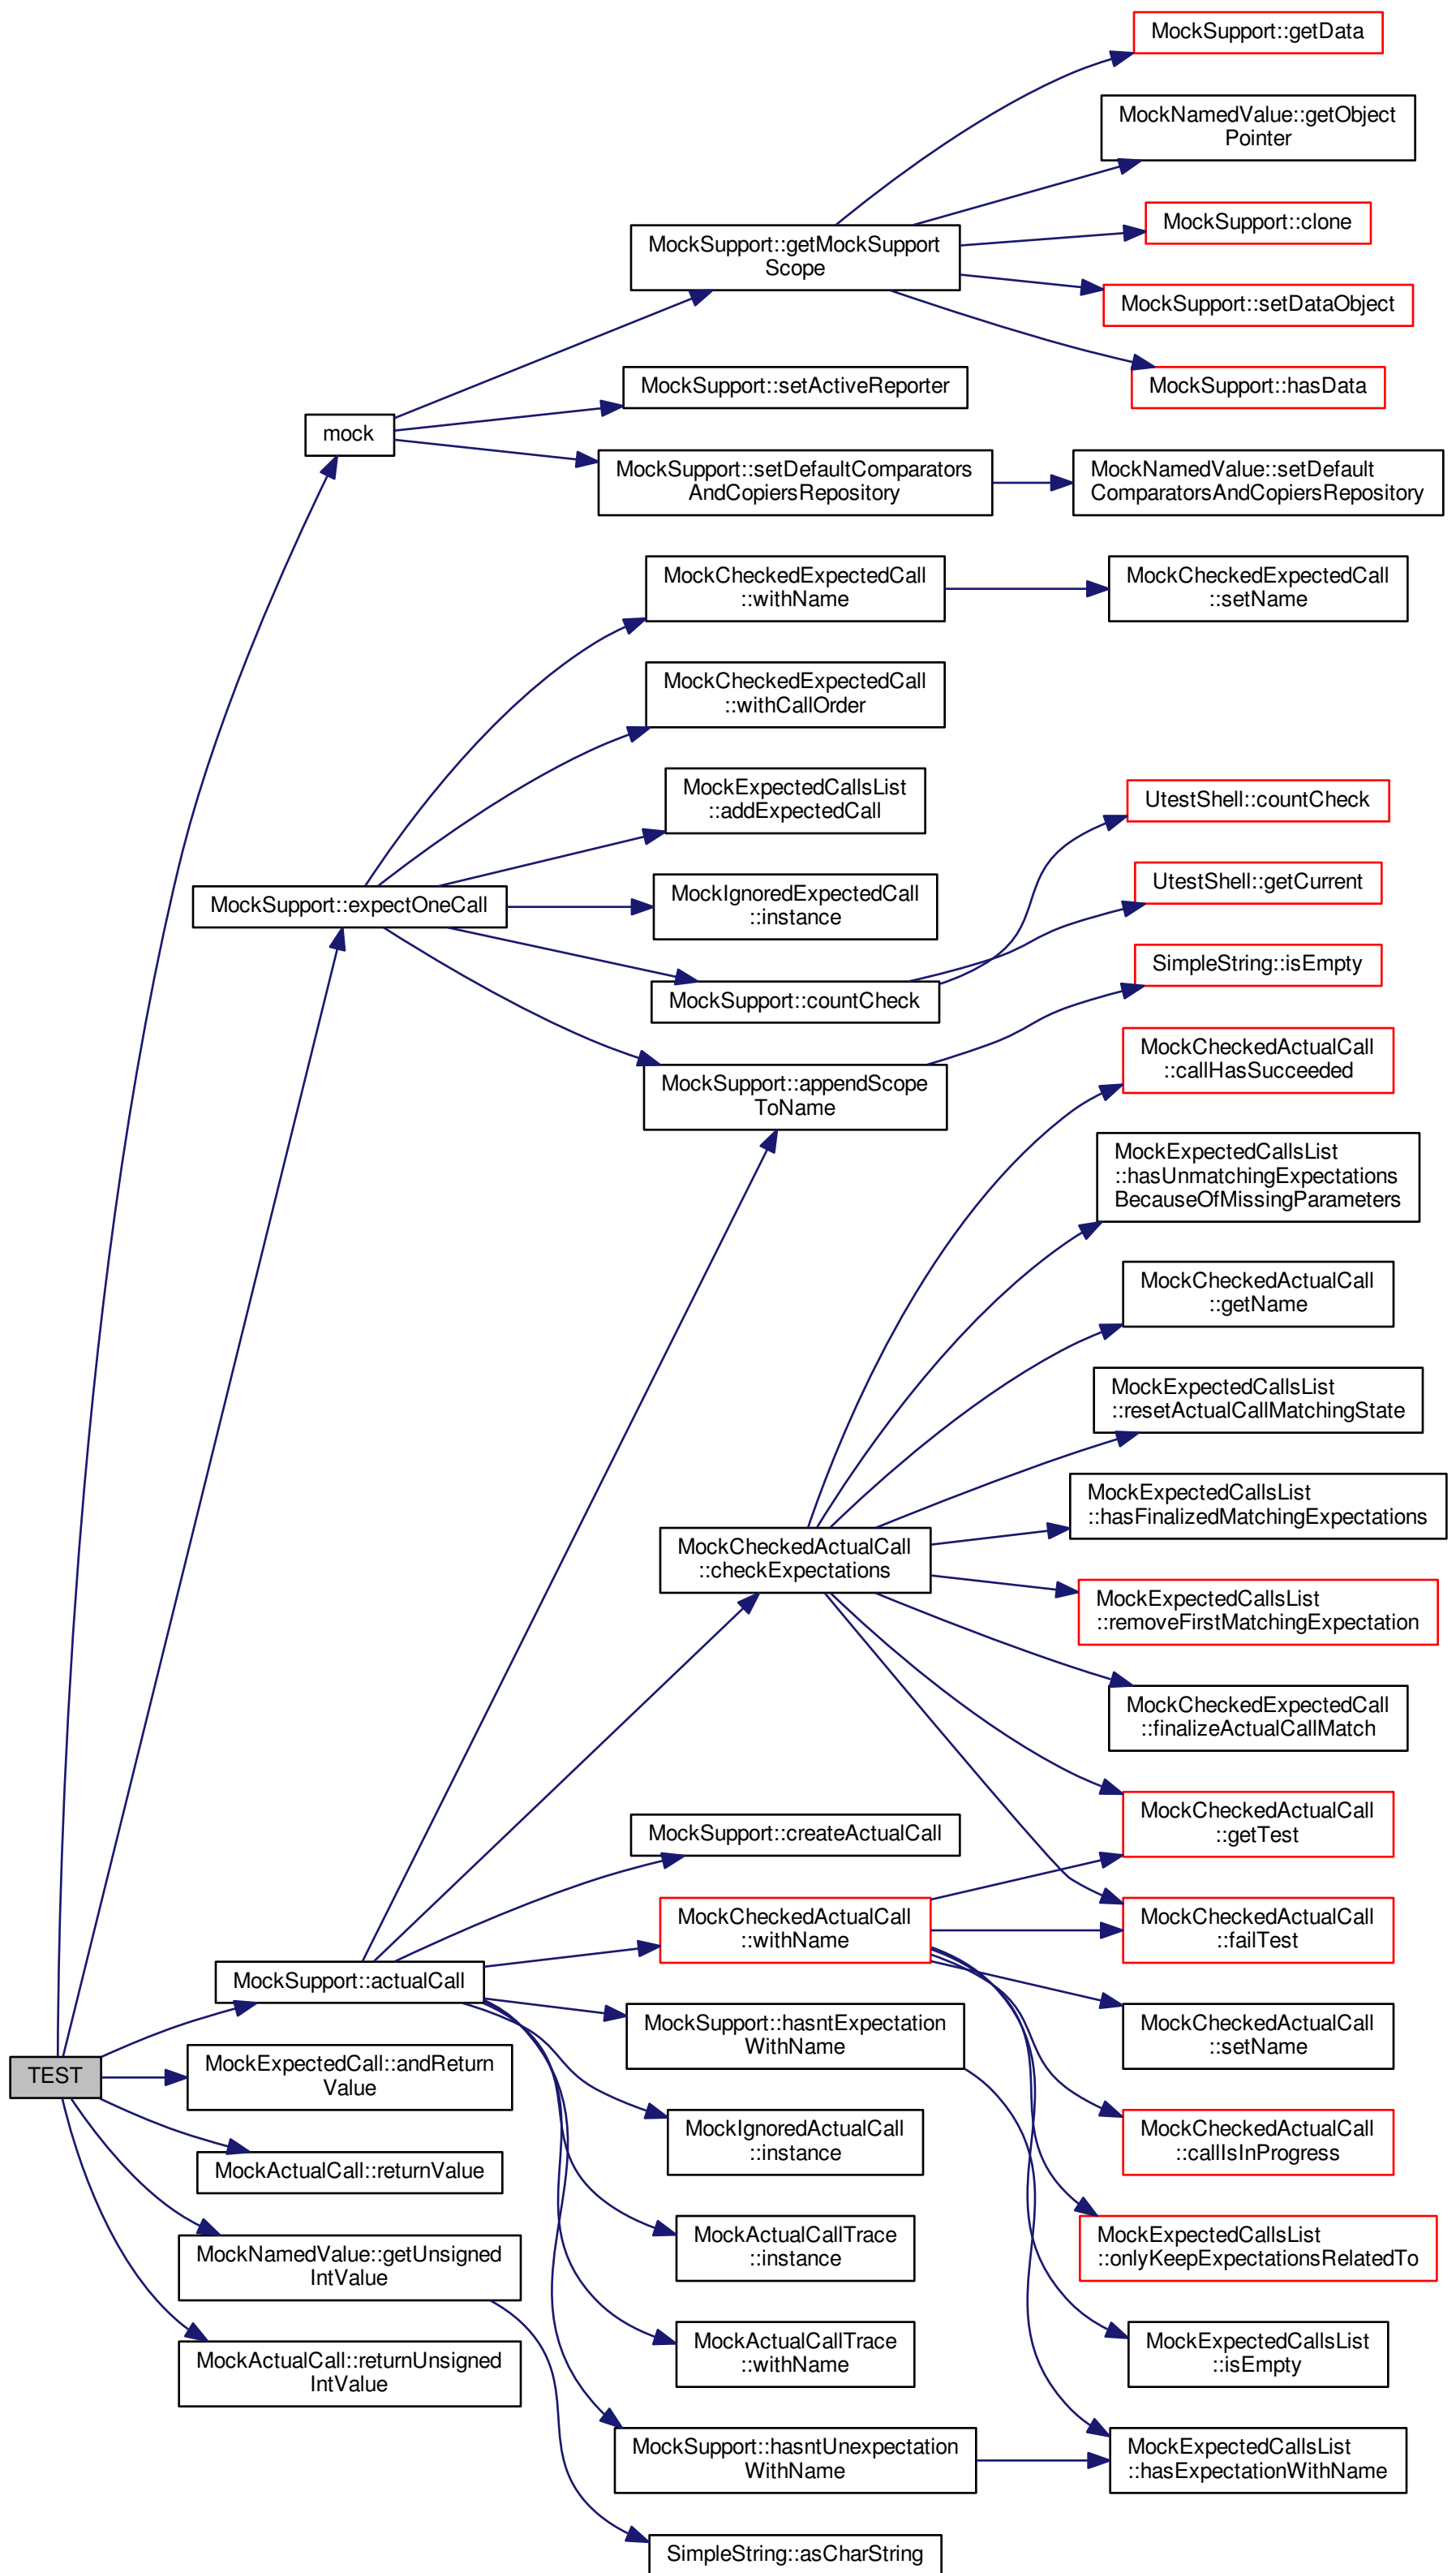 MockSupport::getData
MockNamedValue::getObject
Pointer
MockSupport::clone
MockSupport::getMockSupport
Scope
MockSupport::setDataObject
MockSupport::hasData
MockSupport::setActiveReporter
mock
MockSupport::setDefaultComparators
AndCopiersRepository
MockNamedValue::setDefault
ComparatorsAndCopiersRepository
MockCheckedExpectedCall
::withName
MockCheckedExpectedCall
::setName
MockCheckedExpectedCall
::withCallOrder
MockExpectedCallsList
::addExpectedCall
UtestShell::countCheck
MockSupport::expectOneCall
MockIgnoredExpectedCall
::instance
UtestShell::getCurrent
SimpleString::isEmpty
MockSupport::countCheck
MockSupport::appendScope
ToName
MockCheckedActualCall
::callHasSucceeded
MockExpectedCallsList
::hasUnmatchingExpectations
BecauseOfMissingParameters
MockCheckedActualCall
::getName
MockExpectedCallsList
::resetActualCallMatchingState
MockExpectedCallsList
::hasFinalizedMatchingExpectations
MockCheckedActualCall
::checkExpectations
MockExpectedCallsList
::removeFirstMatchingExpectation
MockCheckedExpectedCall
::finalizeActualCallMatch
MockSupport::createActualCall
MockCheckedActualCall
::getTest
MockCheckedActualCall
::withName
MockCheckedActualCall
::failTest
MockSupport::actualCall
MockSupport::hasntExpectation
WithName
MockCheckedActualCall
::setName
TEST
MockExpectedCall::andReturn
Value
MockIgnoredActualCall
::instance
MockCheckedActualCall
::callIsInProgress
MockActualCall::returnValue
MockActualCallTrace
::instance
MockExpectedCallsList
::onlyKeepExpectationsRelatedTo
MockNamedValue::getUnsigned
IntValue
MockActualCallTrace
::withName
MockExpectedCallsList
::isEmpty
MockActualCall::returnUnsigned
IntValue
MockSupport::hasntUnexpectation
WithName
MockExpectedCallsList
::hasExpectationWithName
SimpleString::asCharString